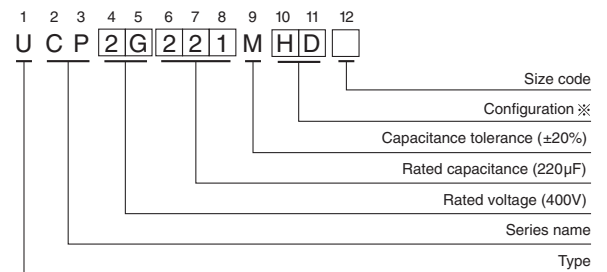 1 2 3 4 5 6 7 8 9 10 11 12
U C P 2 G 2 2 1 M H D
Size code
Configuration ※
Capacitance tolerance (±20%)
Rated capacitance (220µF)
Rated voltage (400V)
Series name
Type